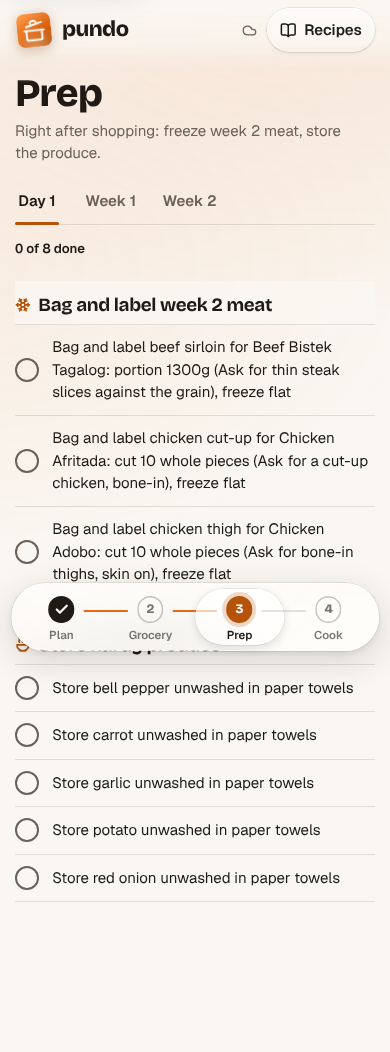 pundo
Recipes
Prep
Right after shopping: freeze week 2 meat, store
the produce.
Day 1
Week 1
Week 2
0 of 8 done
Bag and label week 2 meat
Bag and label beef sirloin for Beef Bistek
Tagalog: portion 1300g (Ask for thin steak
slices against the grain), freeze flat
Bag and label chicken cut-up for Chicken
Afritada: cut 10 whole pieces (Ask for a cut-up
chicken, bone-in), freeze flat
Bag and label chicken thigh for Chicken
Adobo: cut 10 whole pieces (Ask for bone-in
thighs, skin on), freeze flat
2
3
4
Plan
Grocery
Prep
Cook
Store bell pepper unwashed in paper towels
Store carrot unwashed in paper towels
Store garlic unwashed in paper towels
Store potato unwashed in paper towels
Store red onion unwashed in paper towels